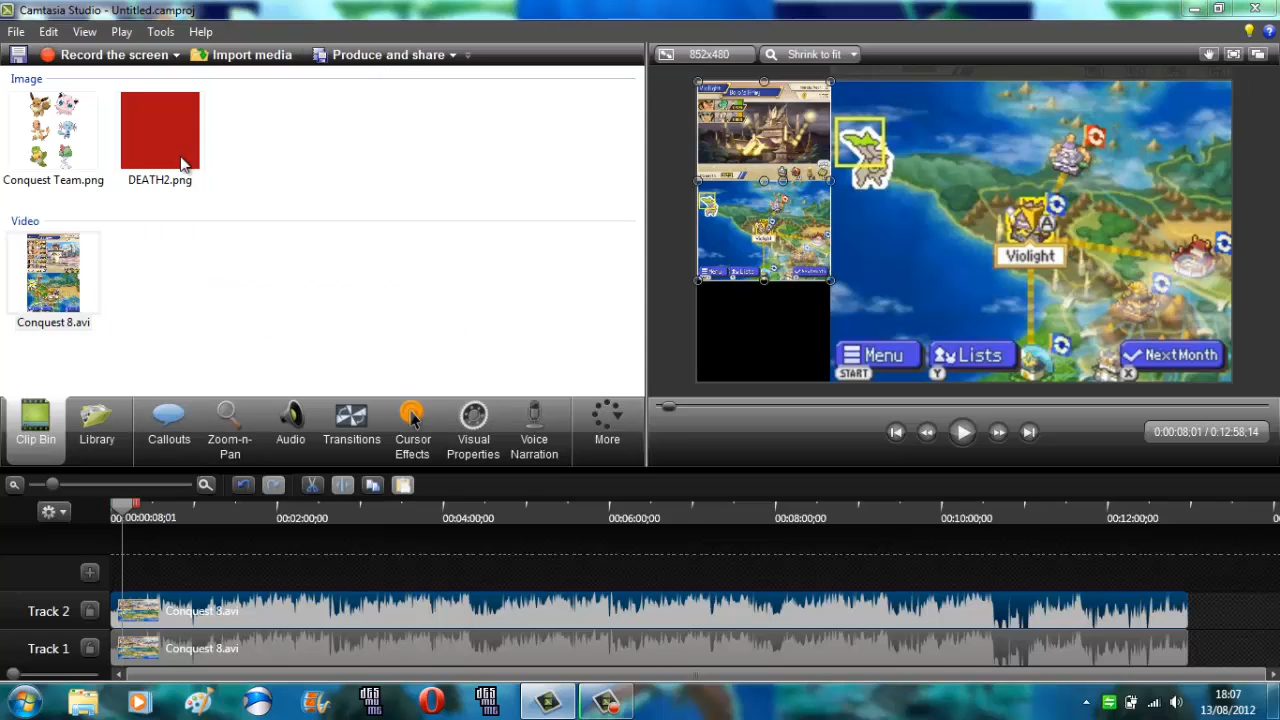 Camtasia Studio - Untitled.camproj
File Edit View Play Tools Help
Record the screen Import media Produce and share
852x480 Shrink to fit
Image
Conquest Team.png DEATH2.png
Video
Conquest 8.avi
Violight
Violight
Menu Lists NextMonth
Violight
Menu Lists NextMonth
START Y X
A
0:00:08;01 / 0:12:58;14
Clip Bin Library Callouts Zoom-n-Pan Audio Transitions Cursor Effects Visual Properties Voice Narration More
00:00:08;01 00:02:00;00 00:04:00;00 00:06:00;00 00:08:00;00 00:10:00;00 00:12:00;00
Track 2 Conquest 8.avi
Track 1 Conquest 8.avi
18:07
13/08/2012